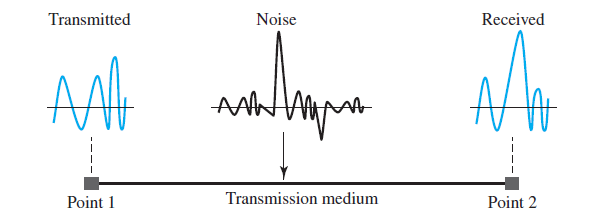 Transmitted
Noise
Received
Point 1
Transmission medium
Point 2